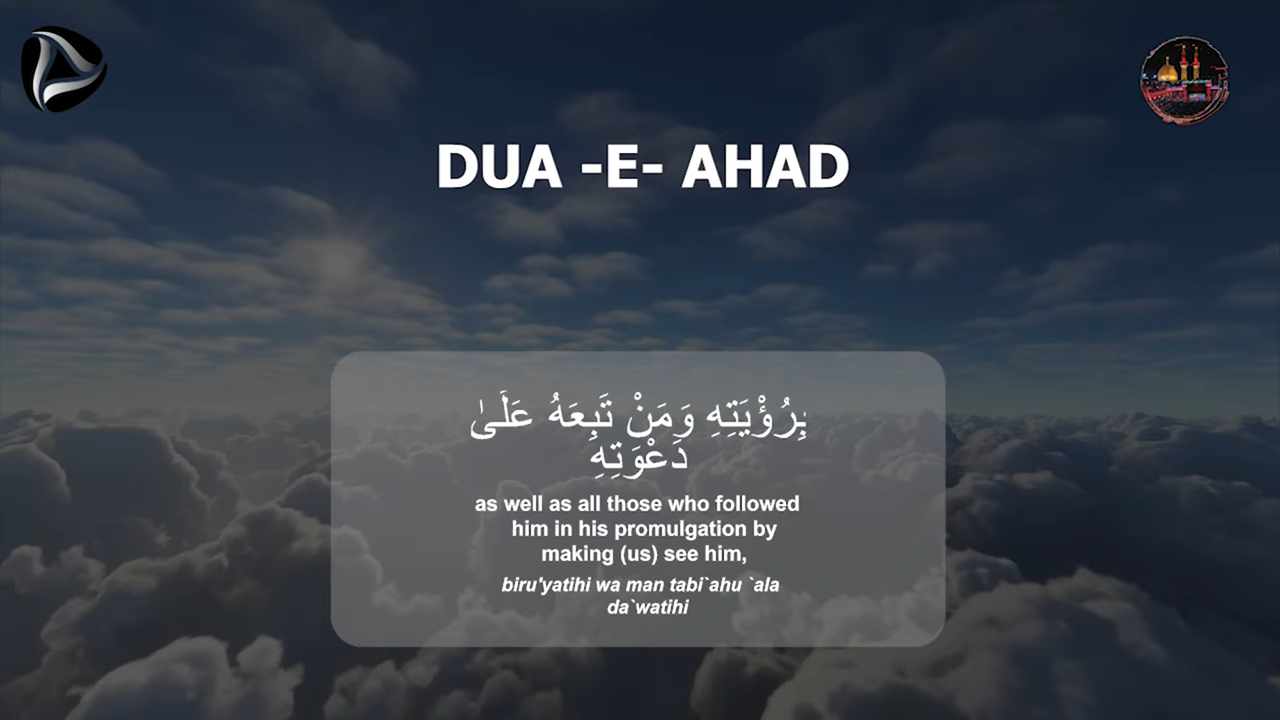 DUA -E- AHAD
بِرُؤْيَتِهِ وَمَنْ تَبِعَهُ عَلَىٰ
دَعْوَتِهِ
as well as all those who followed
him in his promulgation by
making (us) see him,
biru'yatihi wa man tabi`ahu `ala
da`watihi